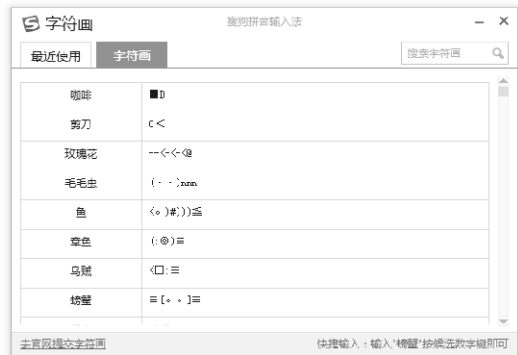 字符画
搜狗拼音输入法
最近使用 字符画
搜索字符画
咖啡 ■D
剪刀 C<
玫瑰花 --<-<-<@
毛毛虫 (- -)nnn
鱼 <。)#)))≦
章鱼 (:◎)≡
乌贼 <口:≡
螃蟹 ≡[。。]≡
去官网提交字符画 快捷输入：输入'螃蟹'按候选数字键即可